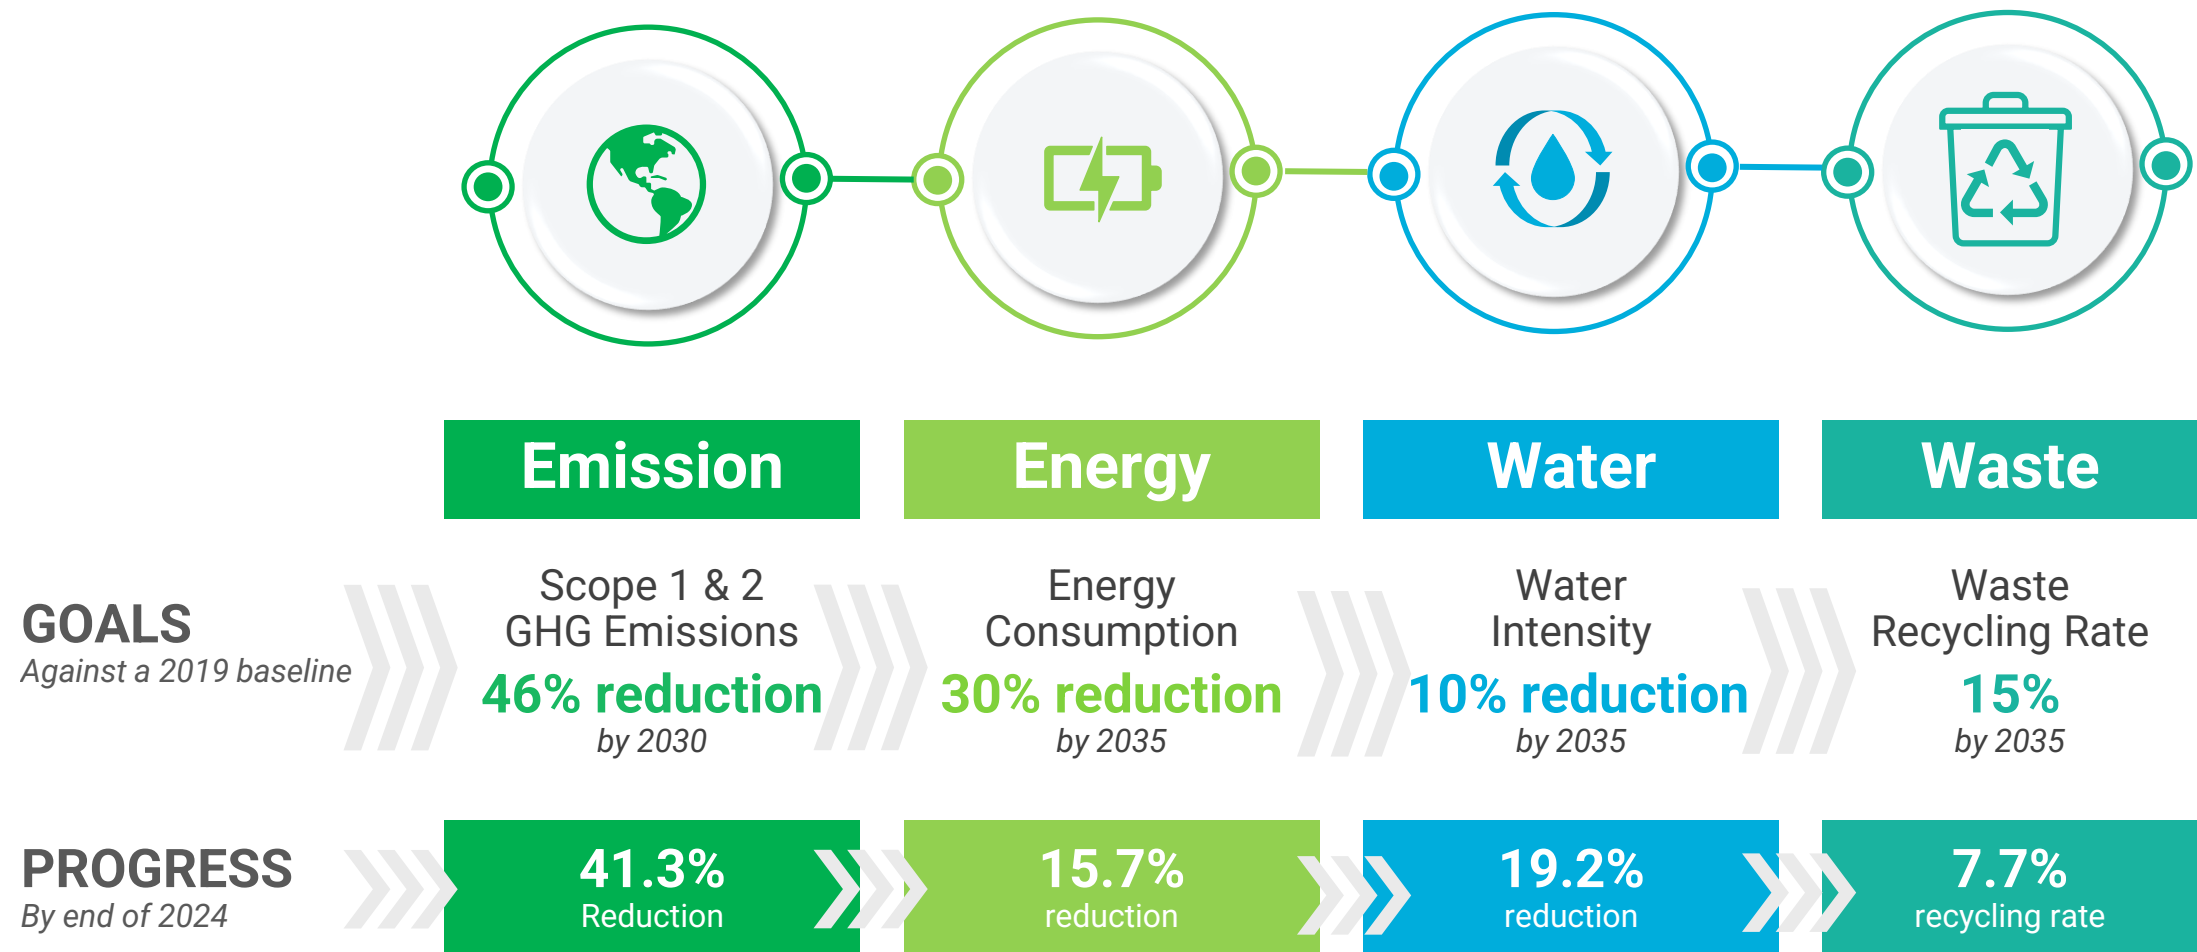 Emission
Energy
Water
Waste
GOALS
Against a 2019 baseline
Scope 1 & 2
GHG Emissions
46% reduction
by 2030
Energy
Consumption
30% reduction
by 2035
Water
Intensity
10% reduction
by 2035
Waste
Recycling Rate
15%
by 2035
PROGRESS
By end of 2024
41.3%
Reduction
15.7%
reduction
19.2%
reduction
7.7%
recycling rate